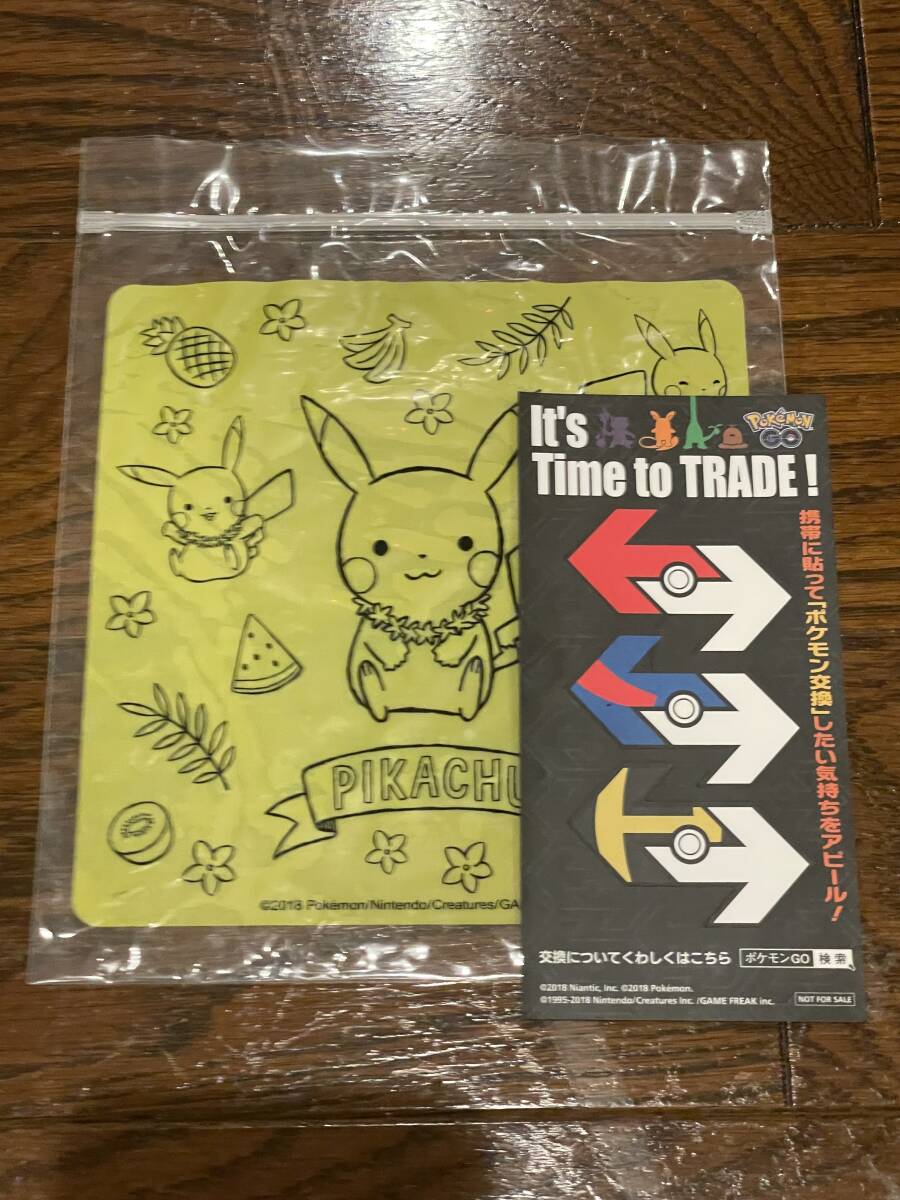 PIKACHU
©2018 Pokémon/Nintendo/Creatures/GA
It's
Time to TRADE!
POKÉMON
GO
携帯に貼って「ポケモン交換」したい気持ちをアピール!
交換についてくわしくはこちら ポケモンGO 検索
©2018 Niantic, Inc. ©2018 Pokémon.
©1995-2018 Nintendo/Creatures Inc. /GAME FREAK inc. NOT FOR SALE